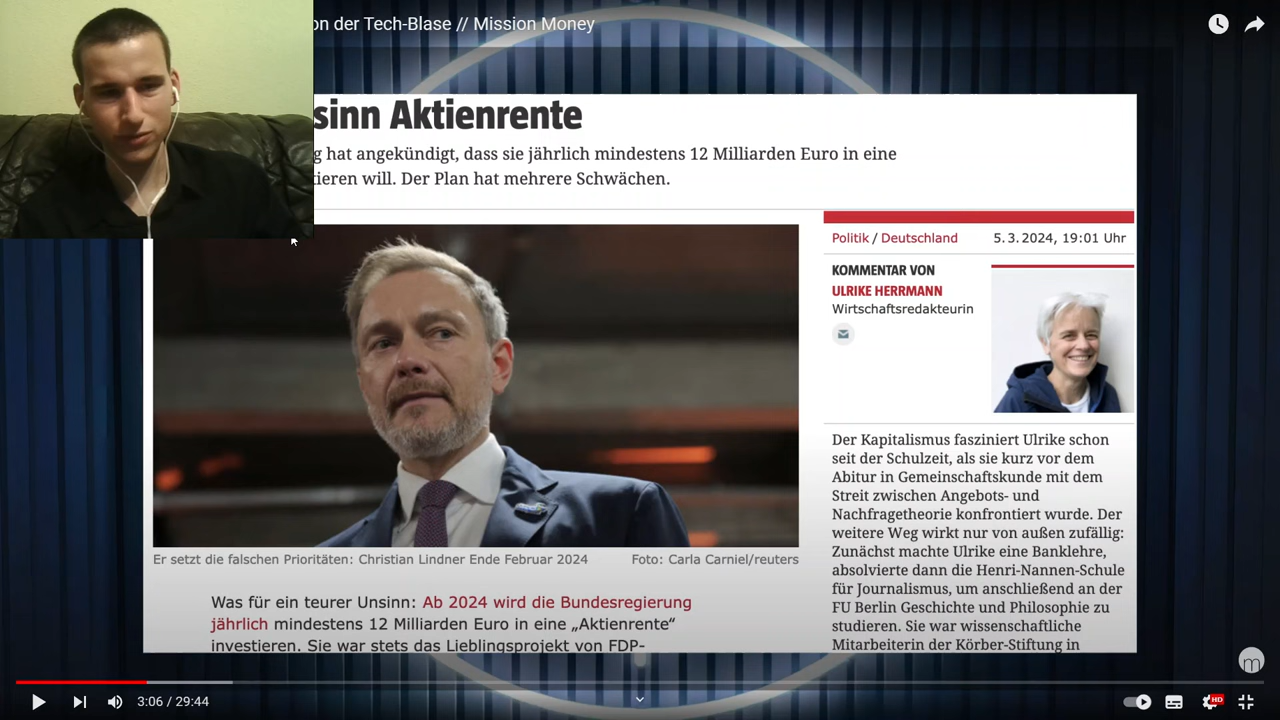 on der Tech-Blase // Mission Money
sinn Aktienrente
g hat angekündigt, dass sie jährlich mindestens 12 Milliarden Euro in eine
tieren will. Der Plan hat mehrere Schwächen.
Politik / Deutschland 5.3.2024, 19:01 Uhr
KOMMENTAR VON
ULRIKE HERRMANN
Wirtschaftsredakteurin
Der Kapitalismus fasziniert Ulrike schon
seit der Schulzeit, als sie kurz vor dem
Abitur in Gemeinschaftskunde mit dem
Streit zwischen Angebots- und
Nachfragetheorie konfrontiert wurde. Der
weitere Weg wirkt nur von außen zufällig:
Zunächst machte Ulrike eine Banklehre,
absolvierte dann die Henri-Nannen-Schule
für Journalismus, um anschließend an der
FU Berlin Geschichte und Philosophie zu
studieren. Sie war wissenschaftliche
Mitarbeiterin der Körber-Stiftung in
Er setzt die falschen Prioritäten: Christian Lindner Ende Februar 2024 Foto: Carla Carniel/reuters
Was für ein teurer Unsinn: Ab 2024 wird die Bundesregierung
jährlich mindestens 12 Milliarden Euro in eine „Aktienrente“
investieren. Sie war stets das Lieblingsprojekt von FDP-
m
3:06 / 29:44
HD